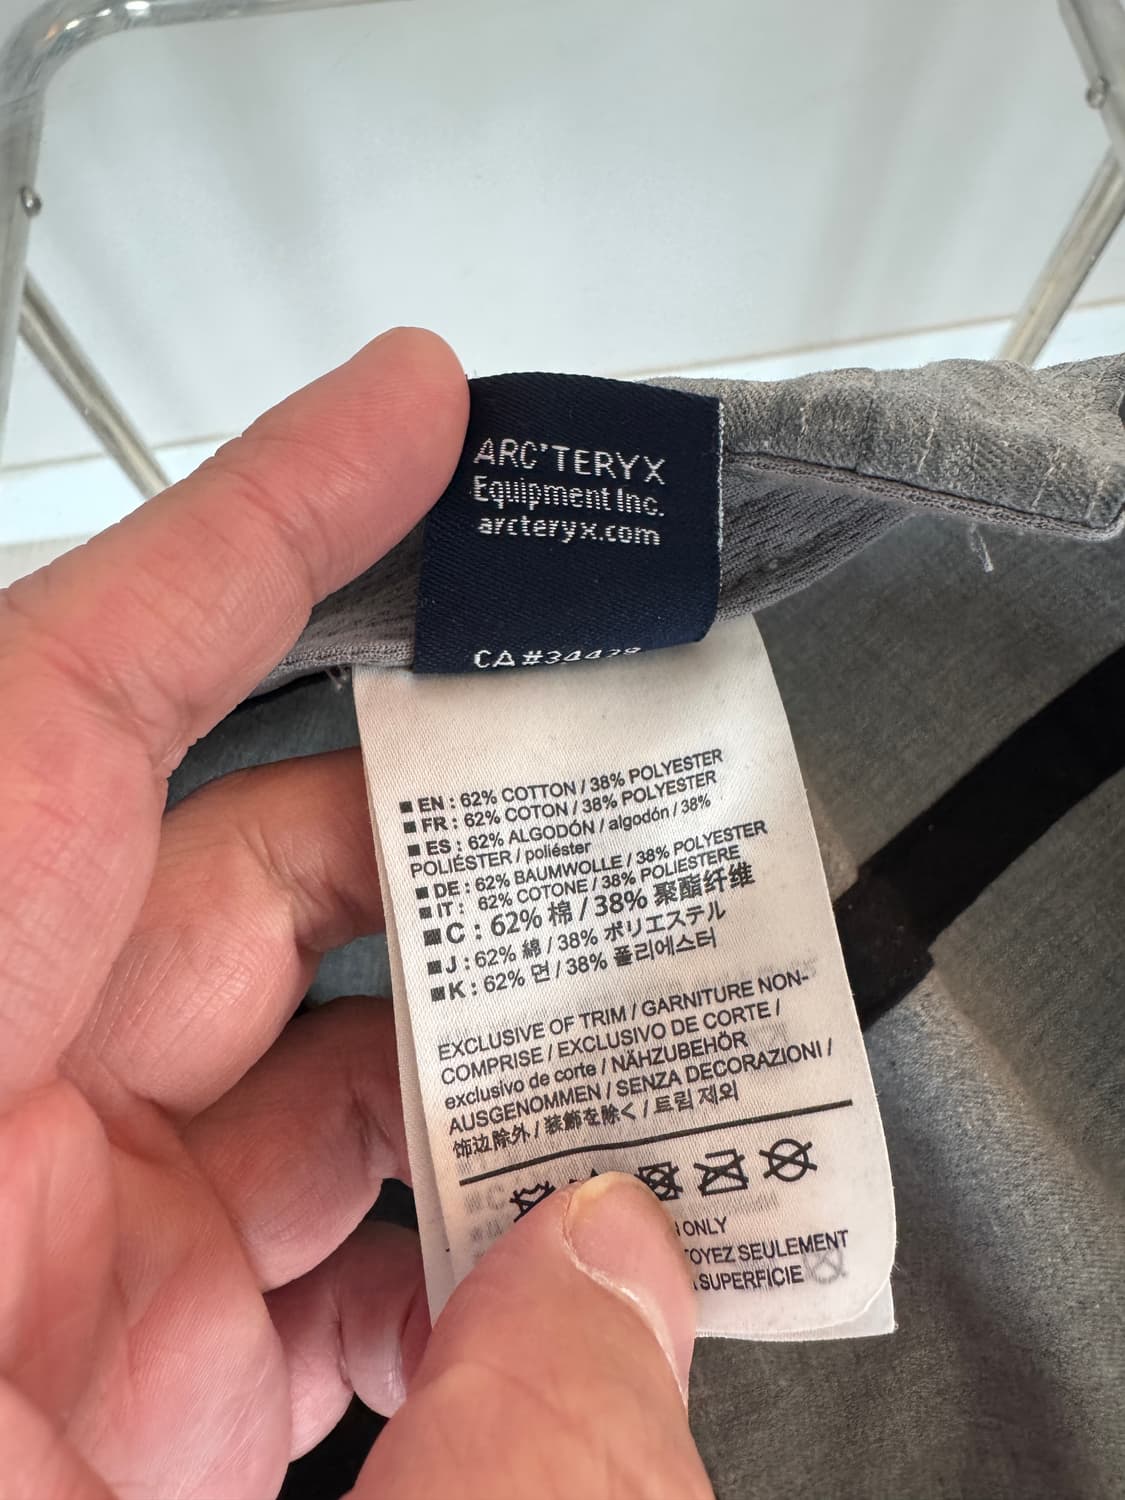 ARC'TERYX
Equipment Inc.
arcteryx.com
CA#34439
■ EN : 62% COTTON / 38% POLYESTER
■ FR : 62% COTON / 38% POLYESTER
■ ES : 62% ALGODÓN / algodón / 38%
POLIÉSTER / poliéster
■ DE : 62% BAUMWOLLE / 38% POLYESTER
■ IT : 62% COTONE / 38% POLIESTERE
■ C : 62% 棉 / 38% 聚酯纤维
■ J : 62% 綿 / 38% ポリエステル
■ K : 62% 면 / 38% 폴리에스터
EXCLUSIVE OF TRIM / GARNITURE NON-
COMPRISE / EXCLUSIVO DE CORTE /
exclusivo de corte / NÄHZUBEHÖR
AUSGENOMMEN / SENZA DECORAZIONI /
饰边除外 / 装飾を除く / 트림 제외
ONLY
SEULEMENT
SUPERFICIE